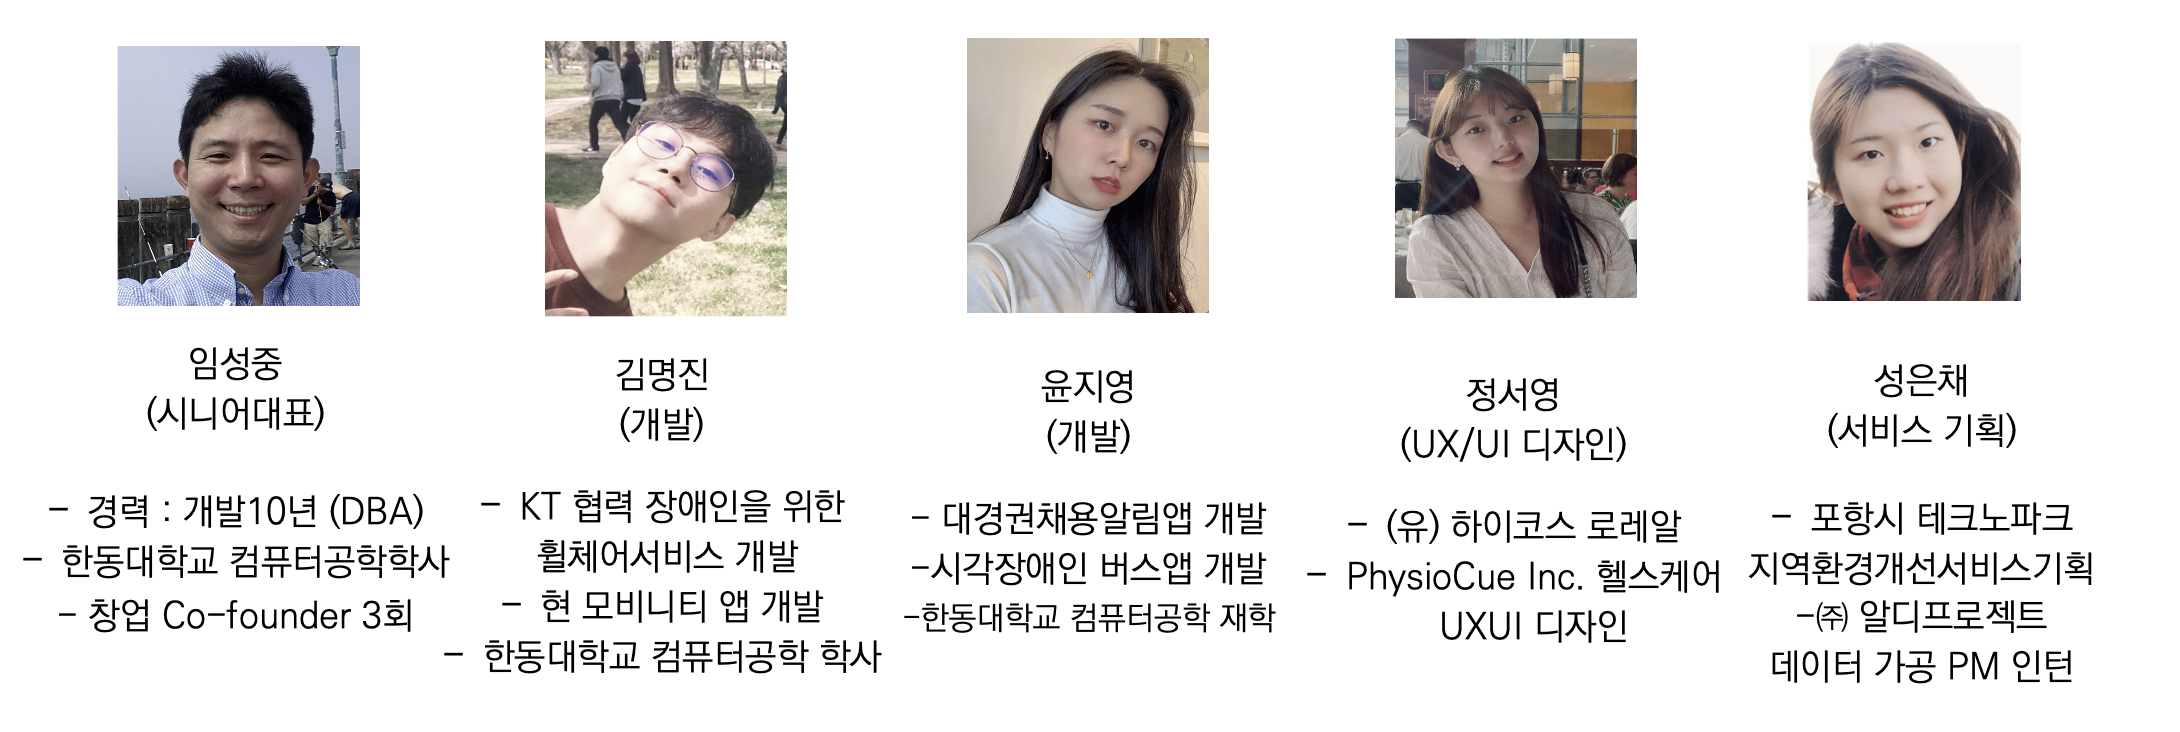 임성중
(시니어대표)
- 경력 : 개발10년 (DBA)
- 한동대학교 컴퓨터공학학사
- 창업 Co-founder 3회
김명진
(개발)
- KT 협력 장애인을 위한
휠체어서비스 개발
- 현 모비니티 앱 개발
- 한동대학교 컴퓨터공학 학사
윤지영
(개발)
- 대경권채용알림앱 개발
-시각장애인 버스앱 개발
-한동대학교 컴퓨터공학 재학
정서영
(UX/UI 디자인)
- (유) 하이코스 로레알
- PhysioCue Inc. 헬스케어
UXUI 디자인
성은채
(서비스 기획)
- 포항시 테크노파크
지역환경개선서비스기획
-㈜ 알디프로젝트
데이터 가공 PM 인턴